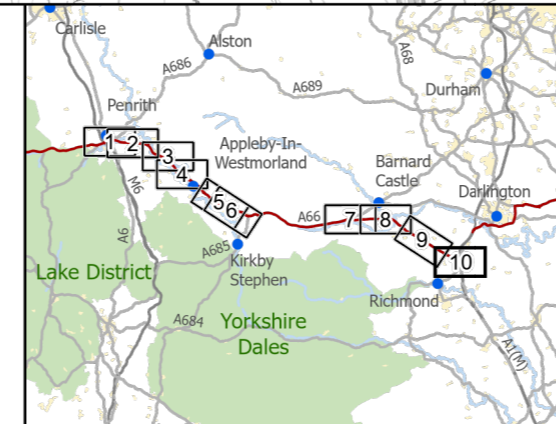 Carlisle
Alston
A686
A68
A689
Durham
Penrith
1
2
3
4
Appleby-In-
Westmorland
Barnard
Castle
Darlington
5
6
A66
7
8
9
10
M6
A6
A685
Kirkby
Stephen
Lake District
Richmond
A684
Yorkshire
Dales
A1(M)